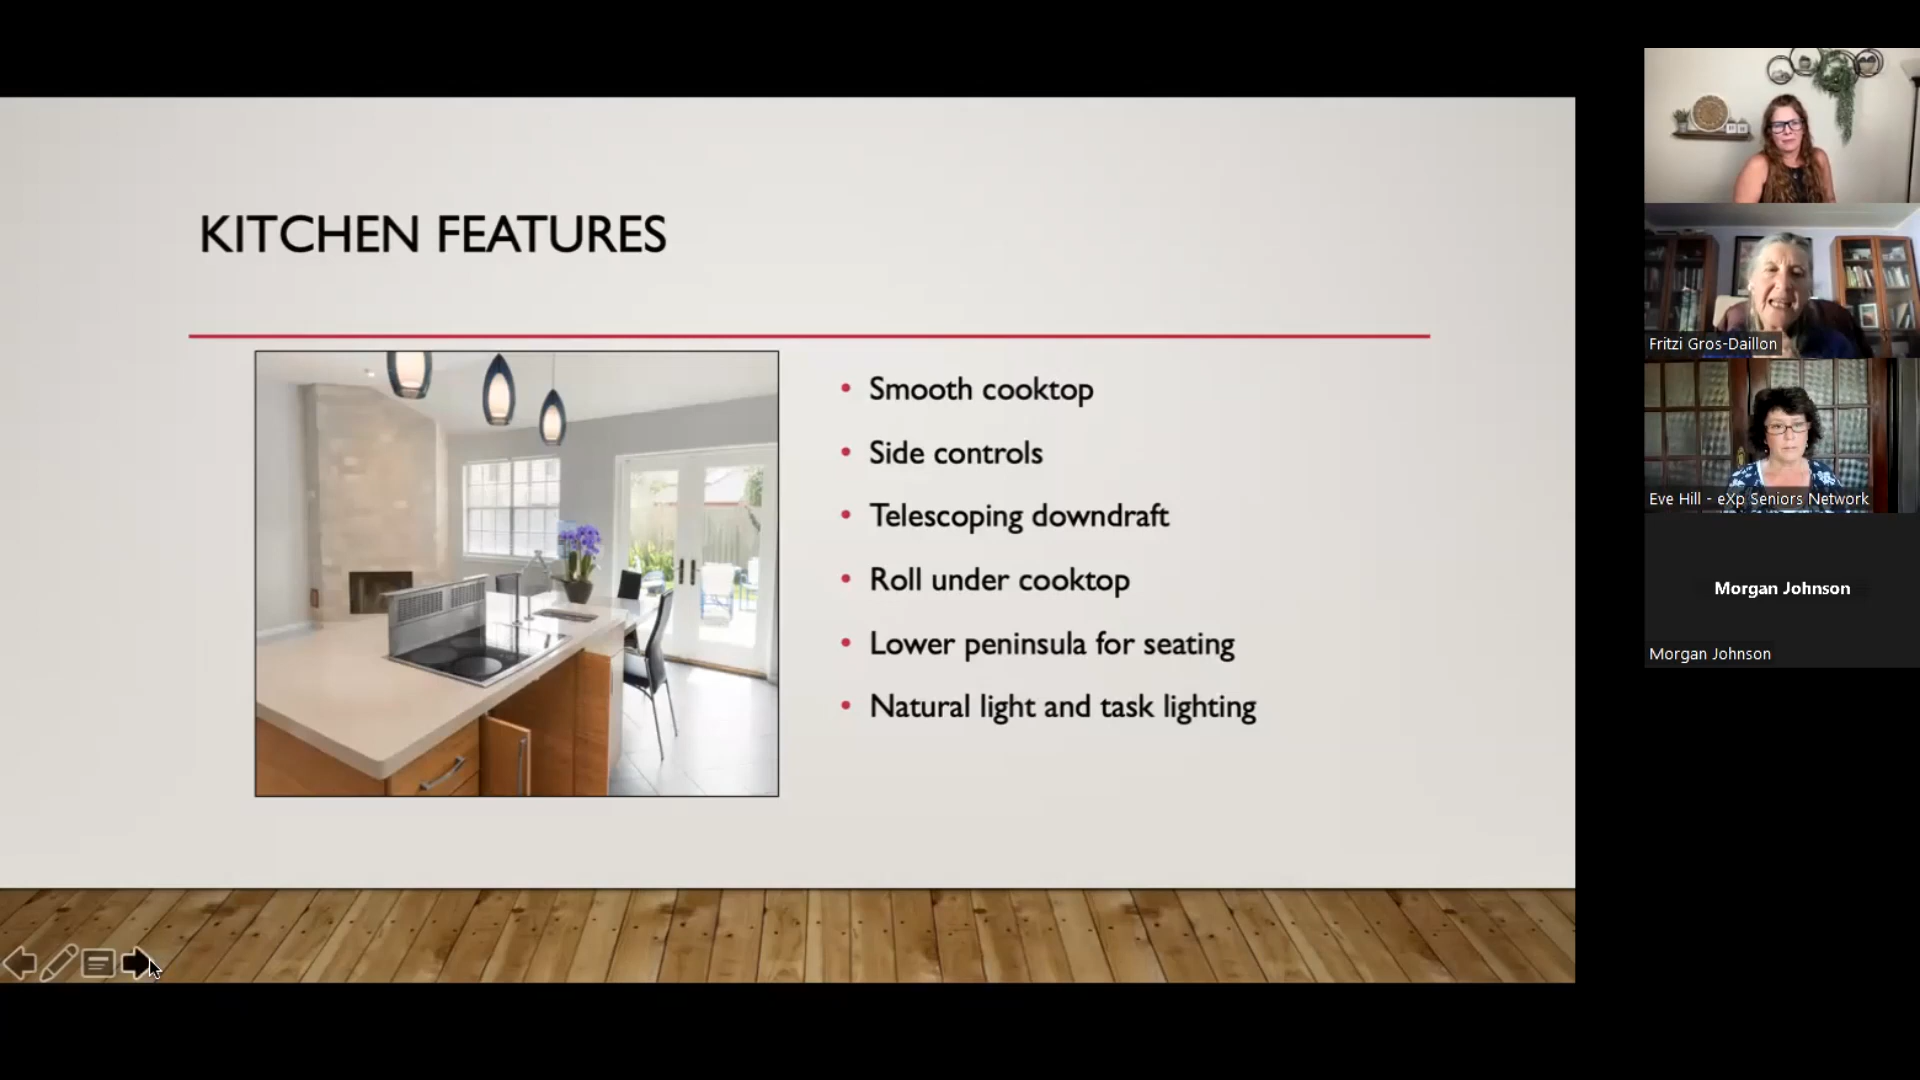 KITCHEN FEATURES
• Smooth cooktop
• Side controls
• Telescoping downdraft
• Roll under cooktop
• Lower peninsula for seating
• Natural light and task lighting
Fritzi Gros-Daillon
Eve Hill - eXp Seniors Network
Morgan Johnson
Morgan Johnson